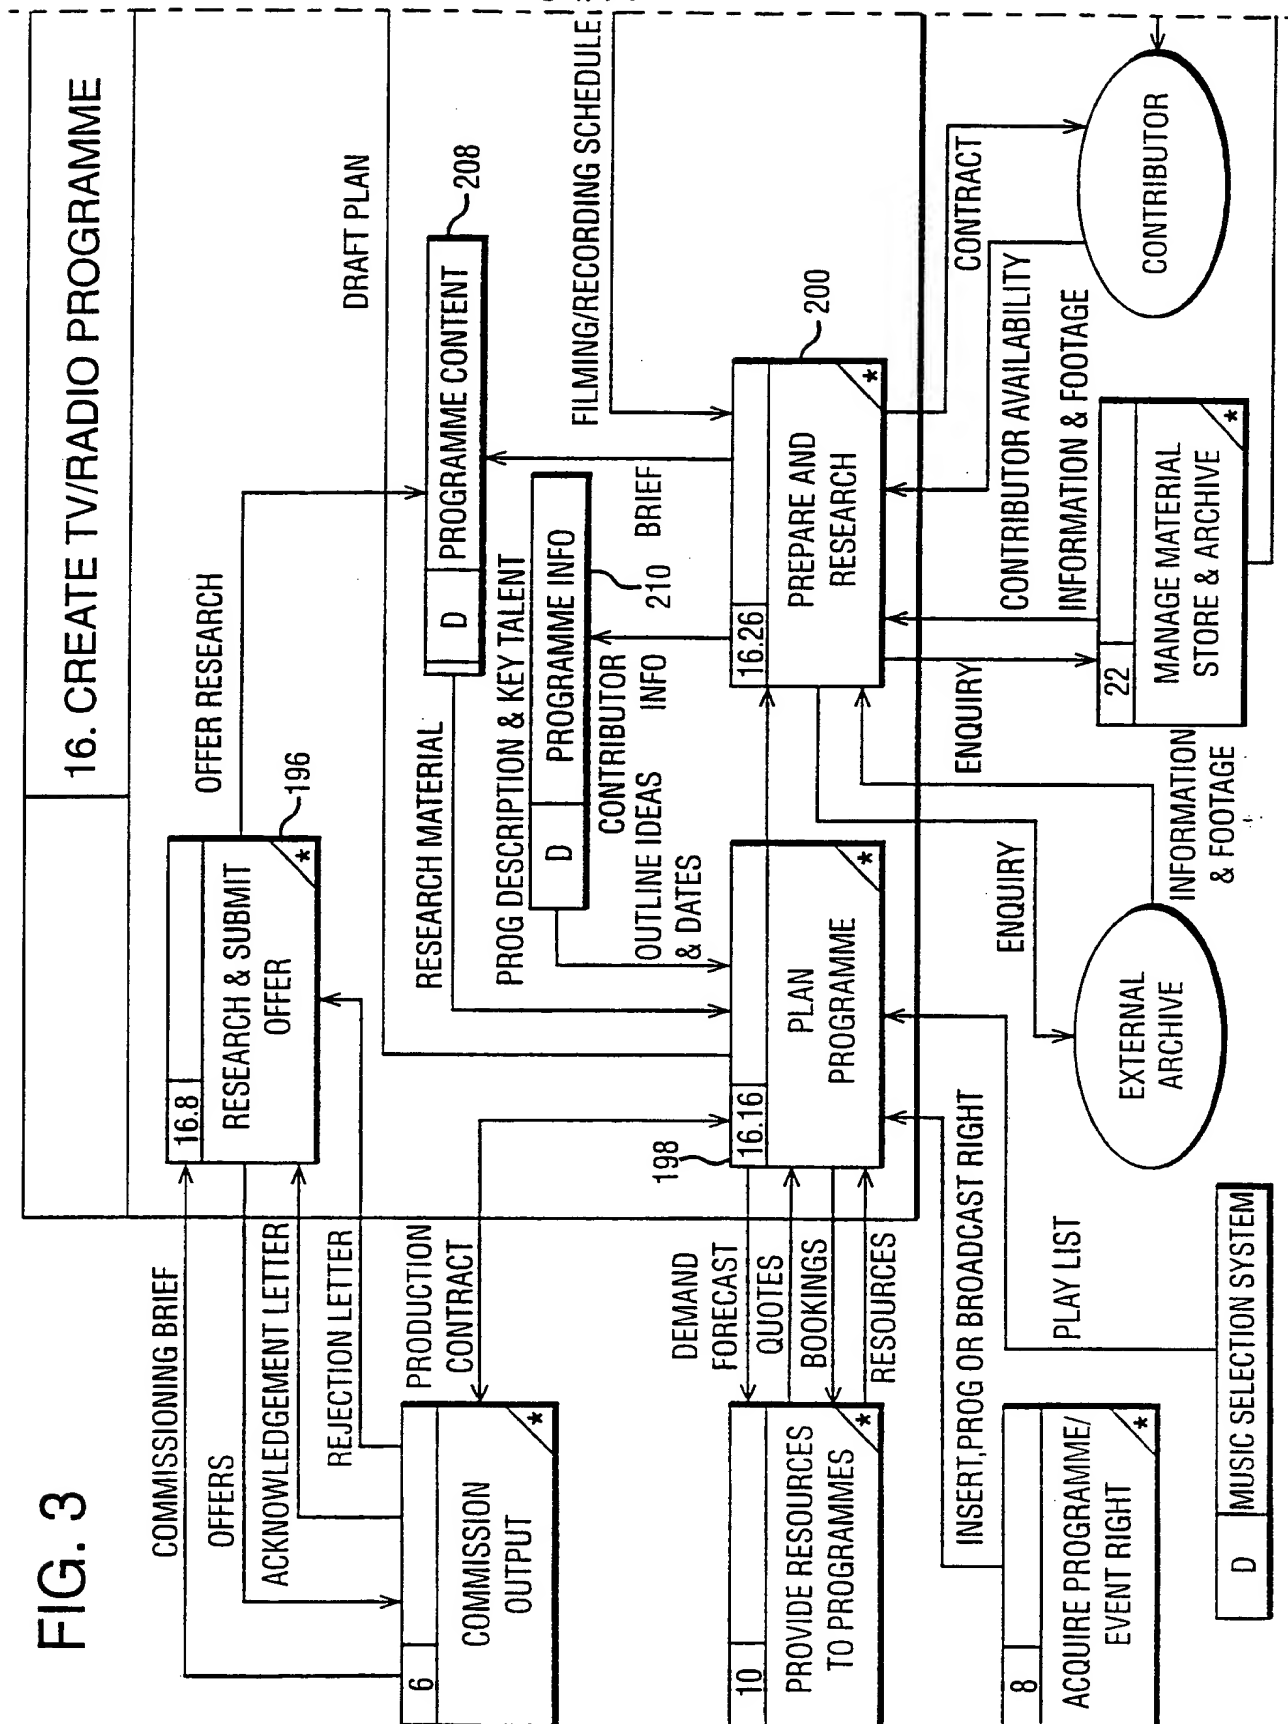 FIG. 3
16. CREATE TV/RADIO PROGRAMME
COMMISSIONING BRIEF
OFFERS
ACKNOWLEDGEMENT LETTER
REJECTION LETTER
16.8
RESEARCH & SUBMIT
OFFER
*
196
OFFER RESEARCH
DRAFT PLAN
6
COMMISSION
OUTPUT
*
PRODUCTION
CONTRACT
RESEARCH MATERIAL
D
PROGRAMME CONTENT
208
PROG DESCRIPTION & KEY TALENT
D
PROGRAMME INFO
210
BRIEF
FILMING/RECORDING SCHEDULE
CONTRIBUTOR
INFO
OUTLINE IDEAS
& DATES
10
PROVIDE RESOURCES
TO PROGRAMMES
*
DEMAND
FORECAST
QUOTES
BOOKINGS
RESOURCES
198
16.16
PLAN
PROGRAMME
*
16.26
PREPARE AND
RESEARCH
*
200
INSERT,PROG OR BROADCAST RIGHT
PLAY LIST
ENQUIRY
ENQUIRY
CONTRIBUTOR AVAILABILITY
CONTRACT
INFORMATION & FOOTAGE
8
ACQUIRE PROGRAMME/
EVENT RIGHT
*
EXTERNAL
ARCHIVE
INFORMATION
& FOOTAGE
22
MANAGE MATERIAL
STORE & ARCHIVE
*
CONTRIBUTOR
D
MUSIC SELECTION SYSTEM